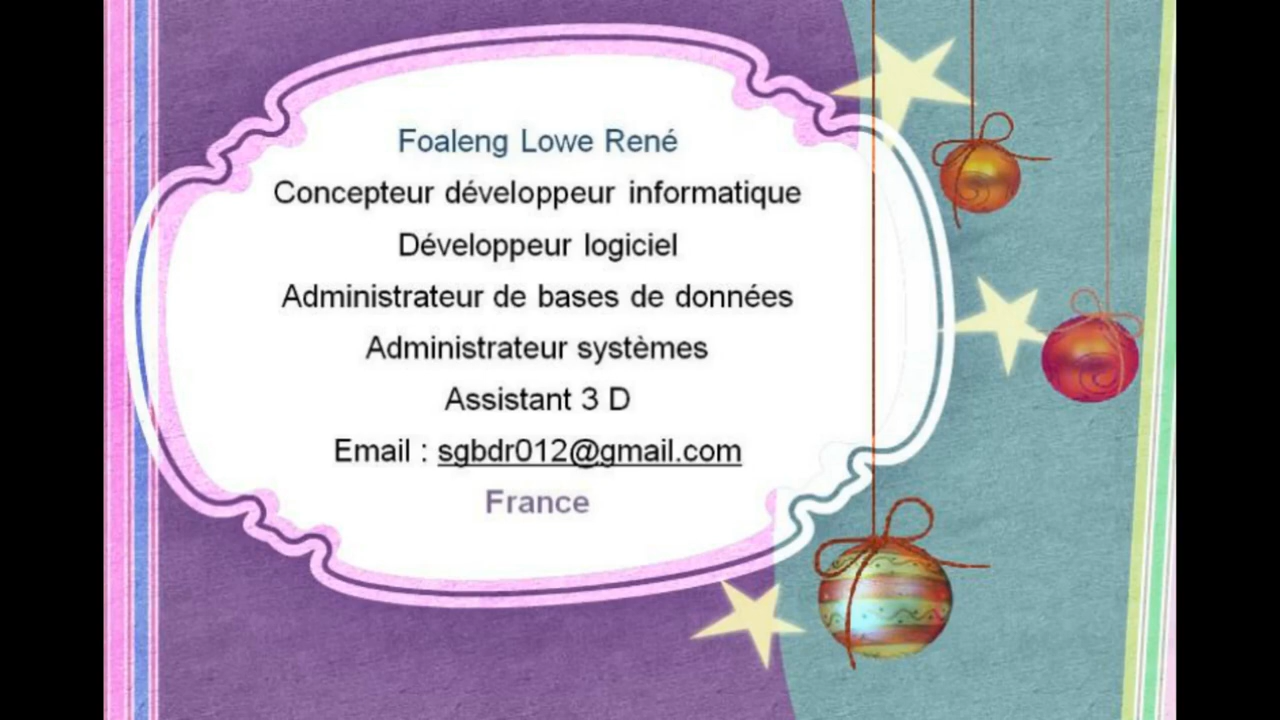 Foaleng Lowe René
Concepteur développeur informatique
Développeur logiciel
Administrateur de bases de données
Administrateur systèmes
Assistant 3 D
Email : sgbdr012@gmail.com
France